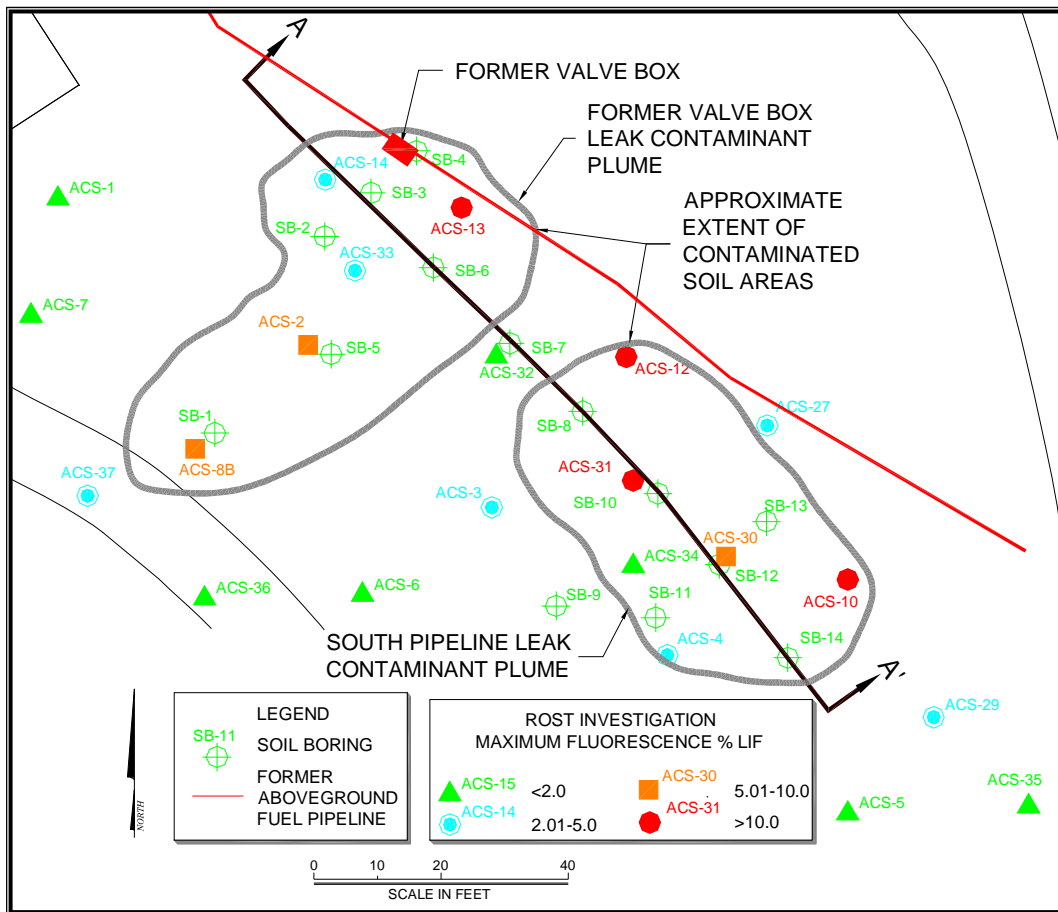 A
FORMER VALVE BOX
FORMER VALVE BOX
LEAK CONTAMINANT
PLUME
ACS-14
SB-4
ACS-1
SB-3
APPROXIMATE
EXTENT OF
CONTAMINATED
SOIL AREAS
SB-2
ACS-13
ACS-33
SB-6
ACS-7
ACS-2
SB-5
SB-7
ACS-32
ACS-12
ACS-27
SB-1
SB-8
ACS-8B
ACS-31
ACS-37
ACS-3
SB-10
SB-13
ACS-30
ACS-34
SB-12
ACS-36
ACS-6
SB-9
SB-11
ACS-10
SOUTH PIPELINE LEAK
CONTAMINANT PLUME
ACS-4
SB-14
A'
ACS-29
ACS-35
ACS-5
NORTH
LEGEND
SB-11
SOIL BORING
FORMER
ABOVEGROUND
FUEL PIPELINE
ROST INVESTIGATION
MAXIMUM FLUORESCENCE % LIF
ACS-15 <2.0
ACS-30 5.01-10.0
ACS-14 2.01-5.0
ACS-31 >10.0
0 10 20 40
SCALE IN FEET